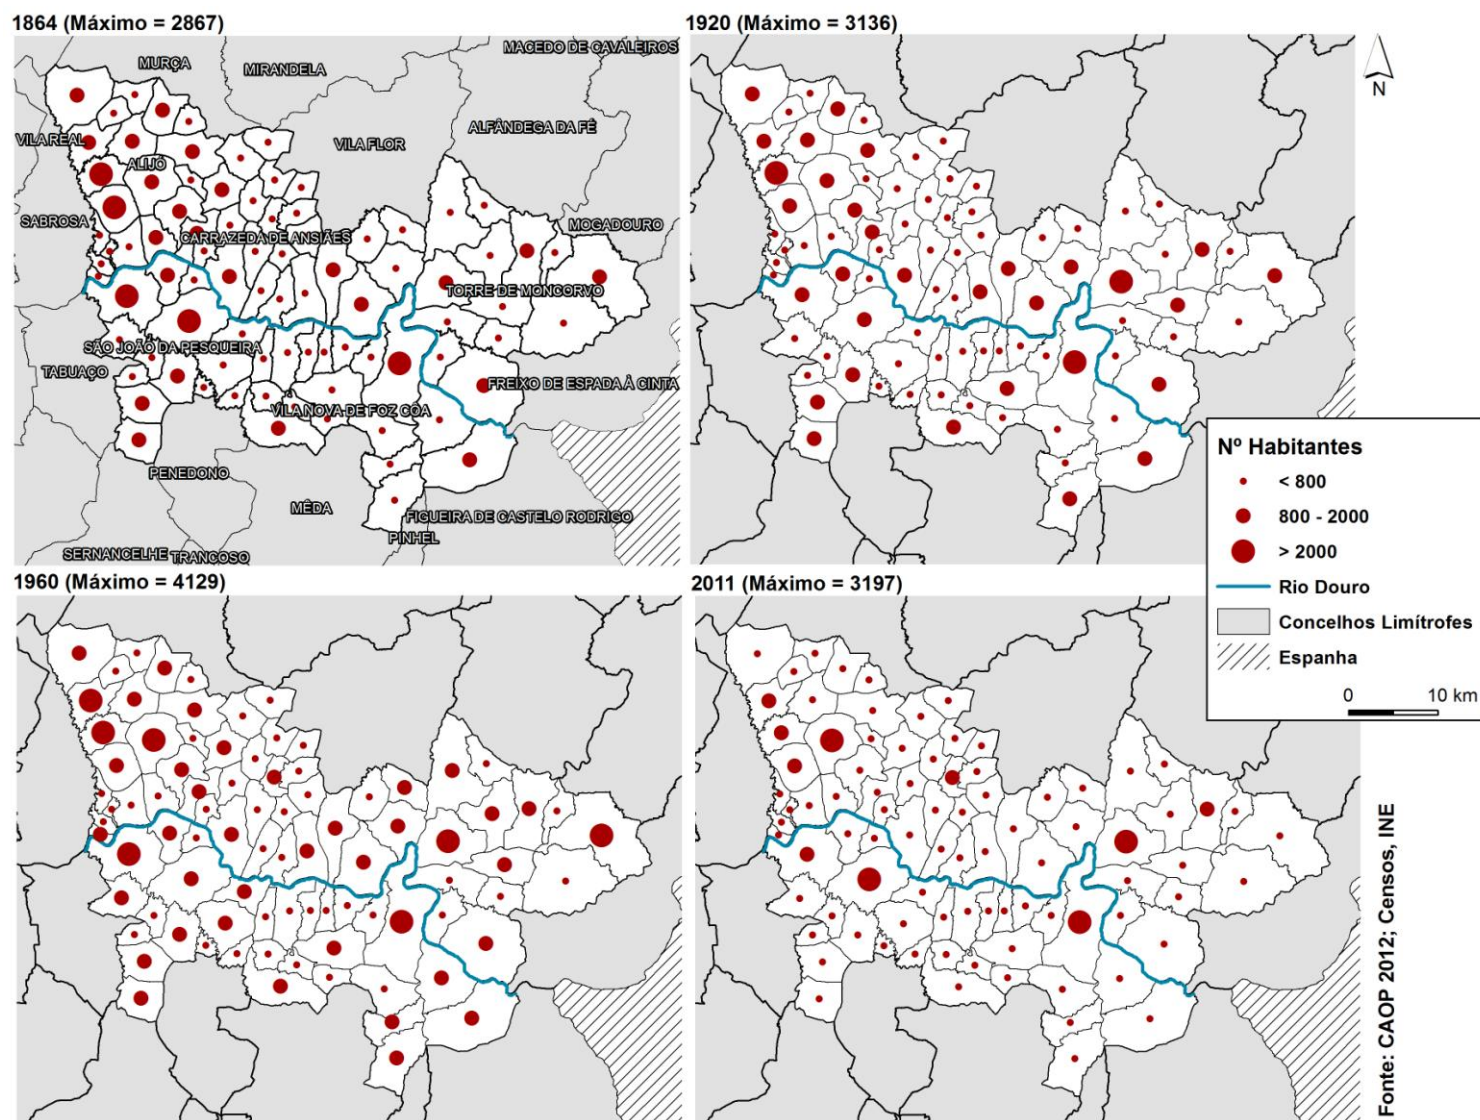 1864 (Máximo = 2867)
1920 (Máximo = 3136)
MACEDO DE CAVALEIROS
MURÇA
MIRANDELA
N
ALFÂNDEGA DA FÉ
VILA REAL
VILA FLOR
ALIJÓ
SABROSA
MOGADOURO
CARRAZEDA DE ANSIÃES
TORRE DE MONCORVO
SÃO JOÃO DA PESQUEIRA
TABUAÇO
FREIXO DE ESPADA À CINTA
VILA NOVA DE FOZ CÔA
PENEDONO
MÊDA
FIGUEIRA DE CASTELO RODRIGO
PINHEL
SERNANCELHE
TRANCOSO
Nº Habitantes
< 800
800 - 2000
> 2000
Rio Douro
Concelhos Limítrofes
Espanha
0 10 km
1960 (Máximo = 4129)
2011 (Máximo = 3197)
Fonte: CAOP 2012; Censos, INE